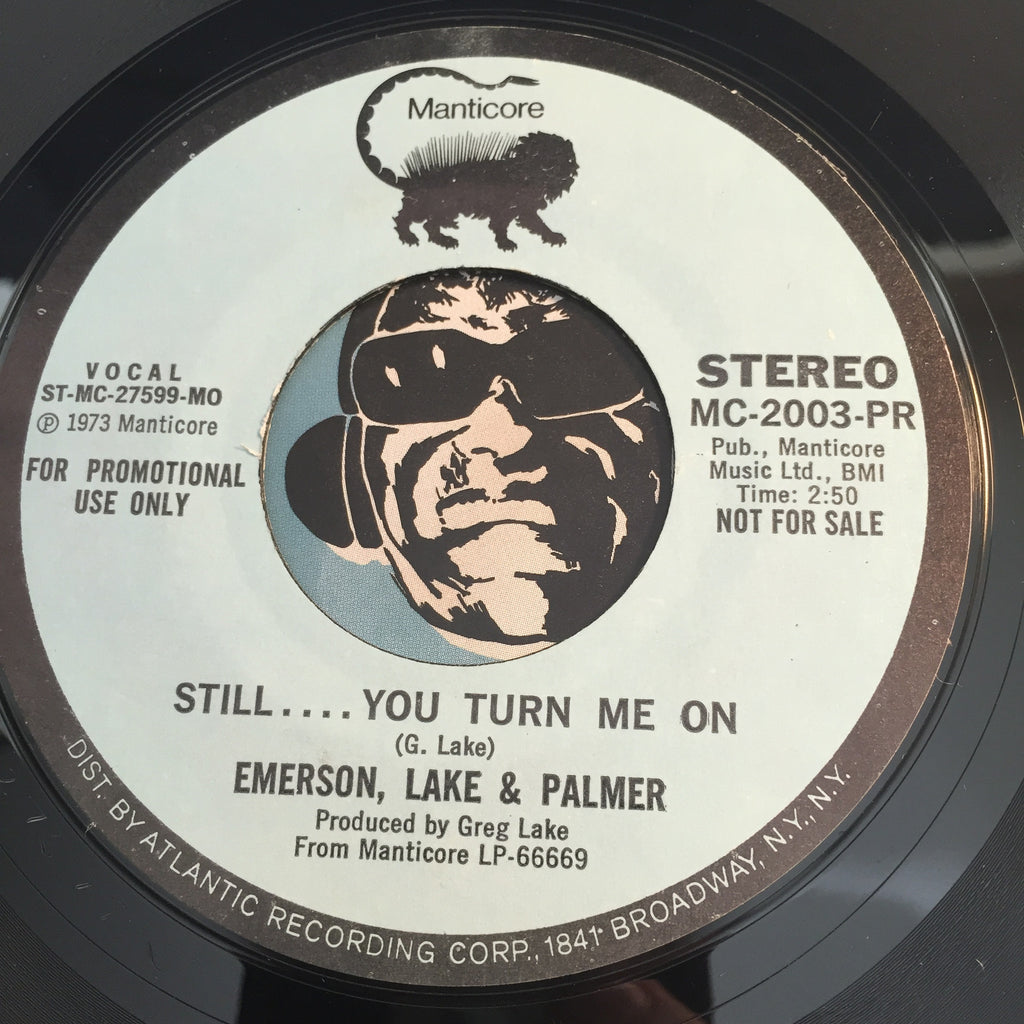 Manticore
VOCAL
ST-MC-27599-MO
Ⓟ 1973 Manticore
FOR PROMOTIONAL
USE ONLY
STEREO
MC-2003-PR
Pub., Manticore
Music Ltd., BMI
Time: 2:50
NOT FOR SALE
STILL.... YOU TURN ME ON
(G. Lake)
EMERSON, LAKE & PALMER
Produced by Greg Lake
From Manticore LP-66669
DIST. BY ATLANTIC RECORDING CORP., 1841 BROADWAY, N.Y., N.Y.